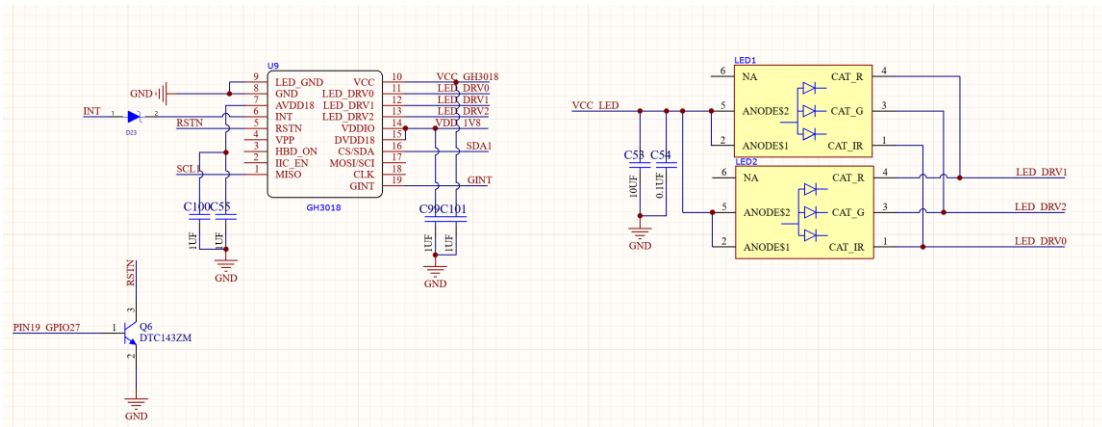 U9
9 LED_GND VCC 10 VCC_GH3018
8 GND LED_DRV0 11 LED_DRV0
7 AVDD18 LED_DRV1 12 LED_DRV1
6 INT LED_DRV2 13 LED_DRV2
5 RSTN VDDIO 14 VDD_1V8
4 VPP DVDD18 15
3 HBD_ON CS/SDA 16 SDA1
2 IIC_EN MOSI/SCI 17
1 MISO CLK 18
GINT 19 GINT
GH3018
GND
INT 1 2
D23
RSTN
SCL1
C100 C55
1UF 1UF
GND
C99 C101
1UF 1UF
GND
RSTN
3
PIN19_GPIO27 1 Q6
DTC143ZM
2
GND
LED1
6 NA CAT_R 4
VCC_LED 5 ANODE$2 CAT_G 3
2 ANODE$1 CAT_IR 1
C53 C54
10UF 0.1UF
GND
LED2
6 NA CAT_R 4 LED_DRV1
5 ANODE$2 CAT_G 3 LED_DRV2
2 ANODE$1 CAT_IR 1 LED_DRV0